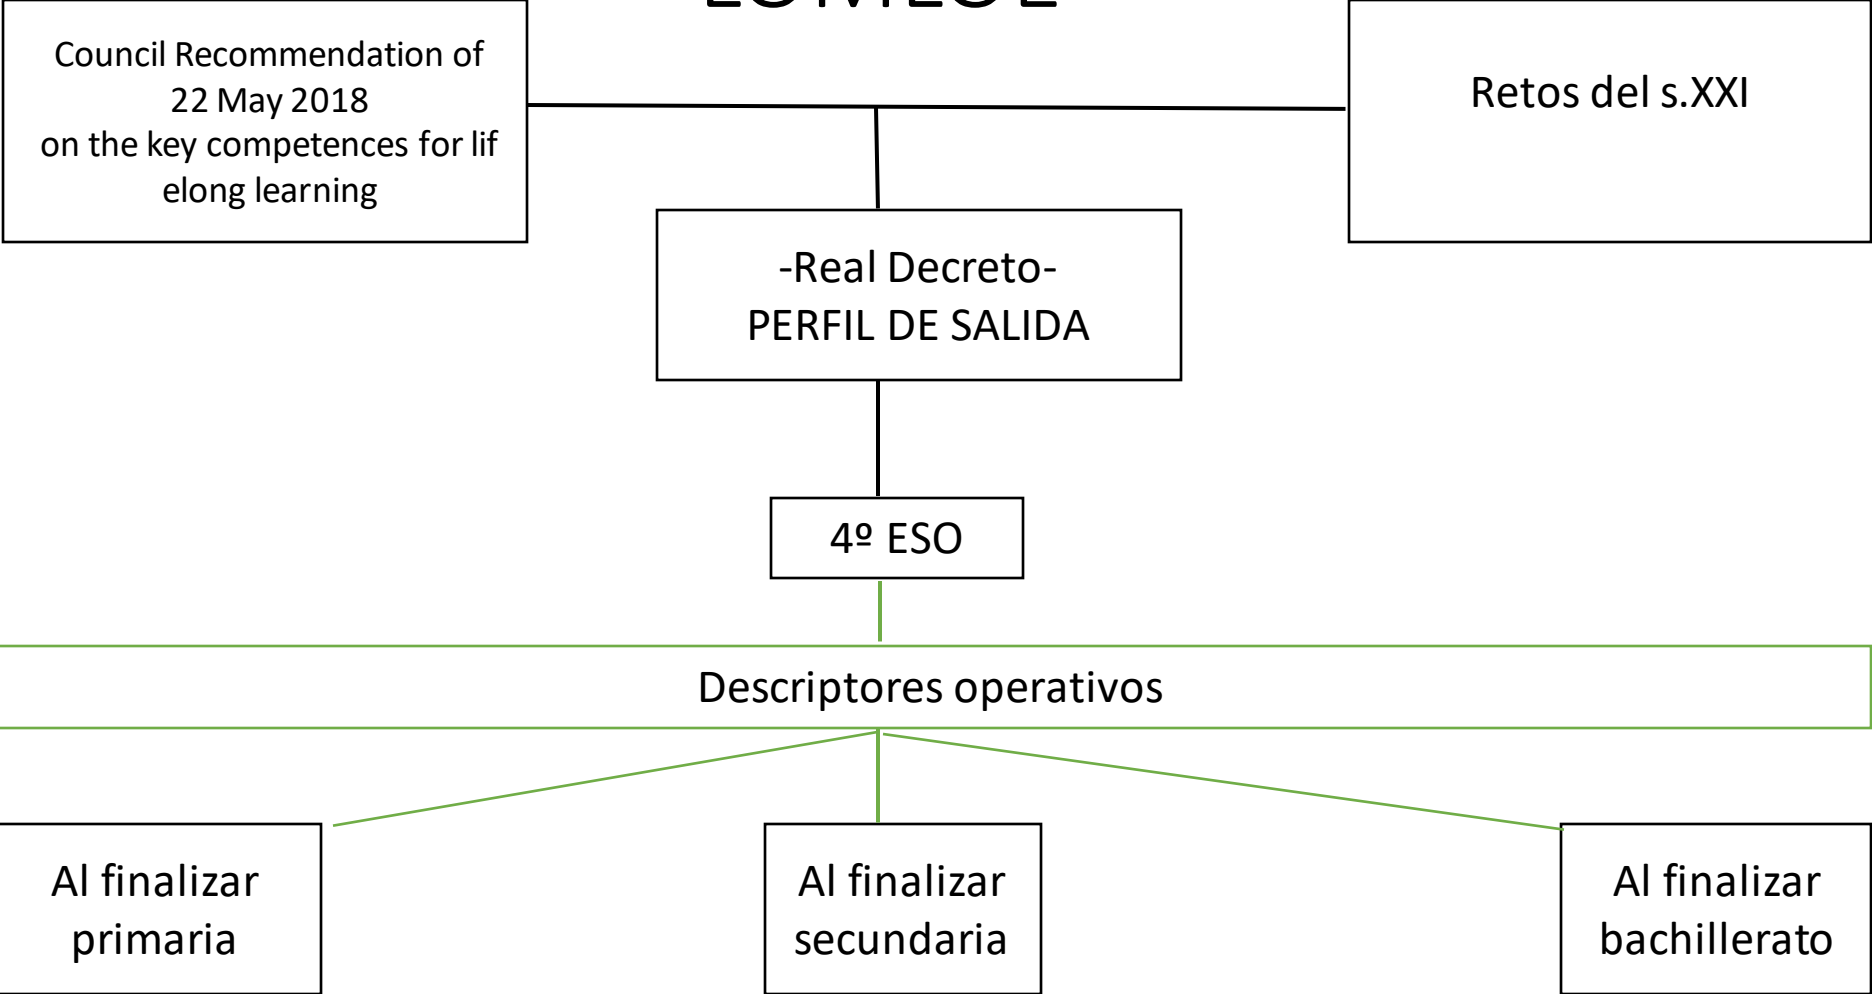 LOMLOE
Council Recommendation of
22 May 2018
on the key competences for lif
elong learning
Retos del s.XXI
-Real Decreto-
PERFIL DE SALIDA
4º ESO
Descriptores operativos
Al finalizar
primaria
Al finalizar
secundaria
Al finalizar
bachillerato